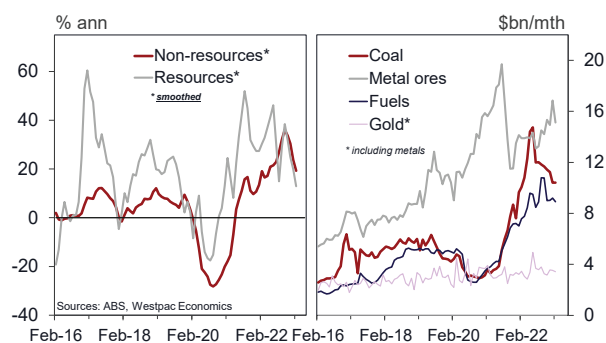 % ann
$bn/mth
60
40
20
0
-20
-40
Non-resources*
Resources*
* smoothed
Sources: ABS, Westpac Economics
Feb-16 Feb-18 Feb-20 Feb-22
Coal
Metal ores
Fuels
Gold*
* including metals
20
16
12
8
4
0
Feb-16 Feb-18 Feb-20 Feb-22